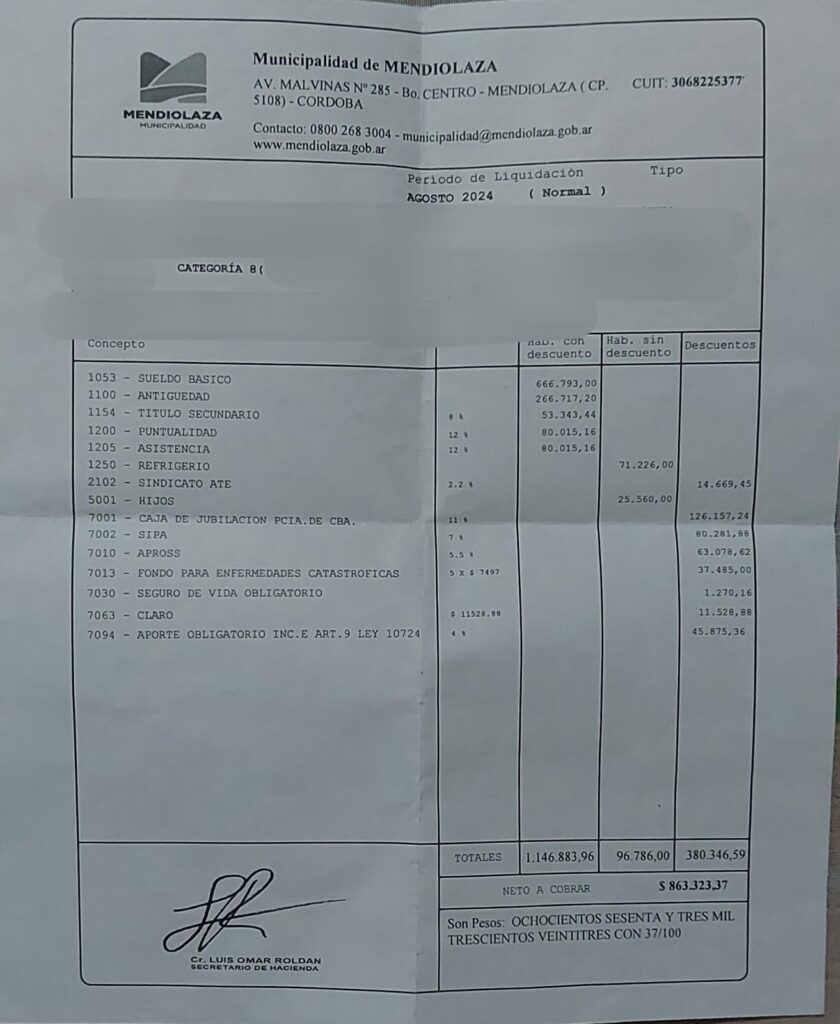 MENDIOLAZA
MUNICIPALIDAD
Municipalidad de MENDIOLAZA
AV. MALVINAS Nº 285 - Bo. CENTRO - MENDIOLAZA ( CP.
5108) - CORDOBA
CUIT: 3068225377
Contacto: 0800 268 3004 - municipalidad@mendiolaza.gob.ar
www.mendiolaza.gob.ar
Periodo de Liquidación Tipo
AGOSTO 2024 ( Normal )
CATEGORÍA 8(
Concepto Hab. con descuento Hab. sin descuento Descuentos
1053 - SUELDO BASICO 666.793,00
1100 - ANTIGUEDAD 266.717,20
1154 - TITULO SECUNDARIO 8 % 53.343,44
1200 - PUNTUALIDAD 12 % 80.015,16
1205 - ASISTENCIA 12 % 80.015,16
1250 - REFRIGERIO 71.226,00
2102 - SINDICATO ATE 2.2 % 14.669,45
5001 - HIJOS 25.560,00
7001 - CAJA DE JUBILACION PCIA.DE CBA. 11 % 126.157,24
7002 - SIPA 7 % 80.281,88
7010 - APROSS 5.5 % 63.078,62
7013 - FONDO PARA ENFERMEDADES CATASTROFICAS 5 X $ 7497 37.485,00
7030 - SEGURO DE VIDA OBLIGATORIO 1.270,16
7063 - CLARO $ 11528.88 11.528,88
7094 - APORTE OBLIGATORIO INC.E ART.9 LEY 10724 4 % 45.875,36
TOTALES 1.146.883,96 96.786,00 380.346,59
NETO A COBRAR $ 863.323,37
Son Pesos: OCHOCIENTOS SESENTA Y TRES MIL
TRESCIENTOS VEINTITRES CON 37/100
Cr. LUIS OMAR ROLDAN
SECRETARIO DE HACIENDA